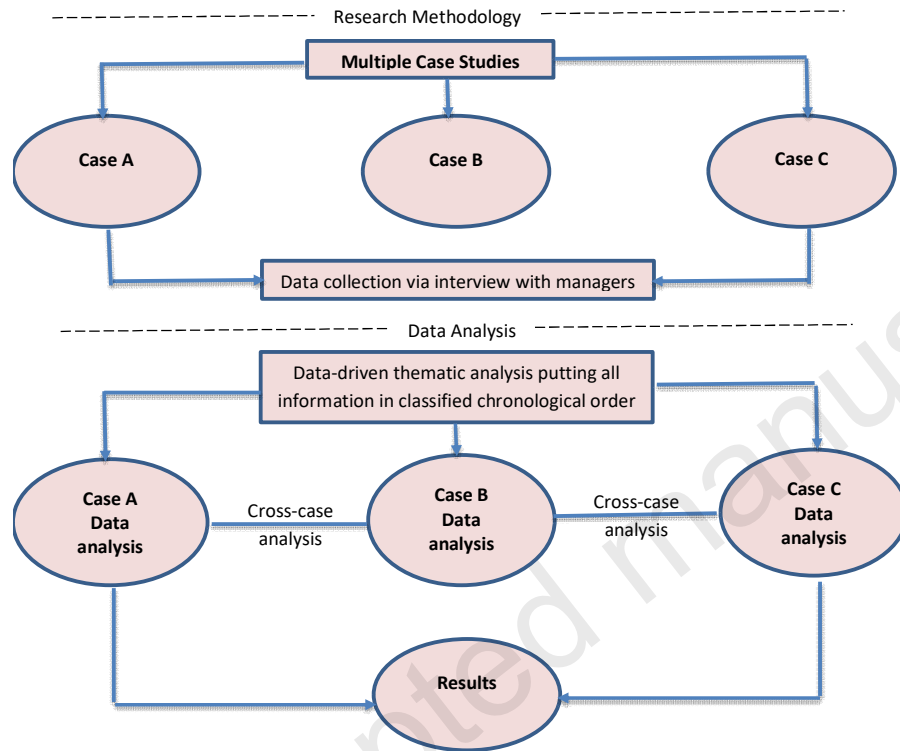 Research Methodology
Multiple Case Studies
Case A
Case B
Case C
Data collection via interview with managers
Data Analysis
Data-driven thematic analysis putting all
information in classified chronological order
Case A
Data
analysis
Cross-case
analysis
Case B
Data
analysis
Cross-case
analysis
Case C
Data
analysis
Results
pted manus